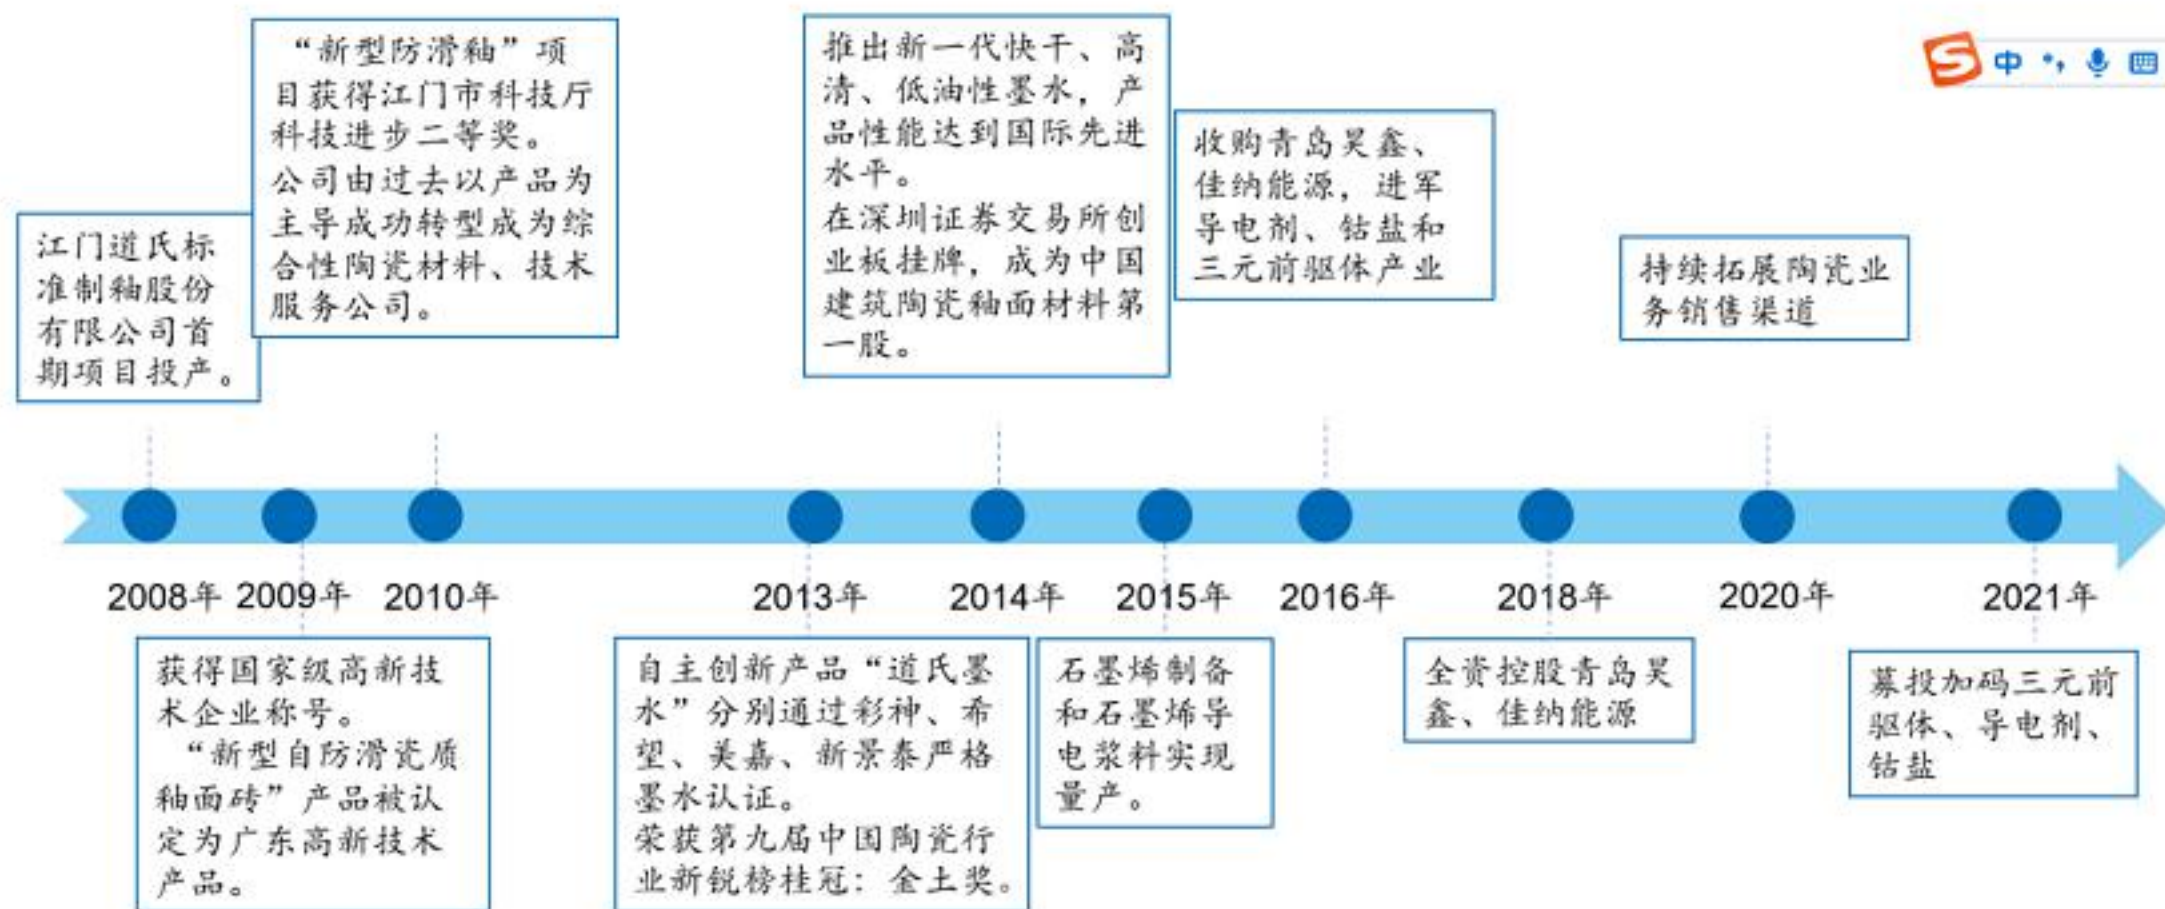 中
“新型防滑釉”项
目获得江门市科技厅
科技进步二等奖。
公司由过去以产品为
主导成功转型成为综
合性陶瓷材料、技术
服务公司。
推出新一代快干、高
清、低油性墨水，产
品性能达到国际先进
水平。
在深圳证券交易所创
业板挂牌，成为中国
建筑陶瓷釉面材料第
一股。
收购青岛昊鑫、
佳纳能源，进军
导电剂、钴盐和
三元前驱体产业
江门道氏标
准制釉股份
有限公司首
期项目投产。
持续拓展陶瓷业
务销售渠道
2008年 2009年 2010年 2013年 2014年 2015年 2016年 2018年 2020年 2021年
获得国家级高新技
术企业称号。
“新型自防滑瓷质
釉面砖”产品被认
定为广东高新技术
产品。
自主创新产品“道氏墨
水”分别通过彩神、希
望、美嘉、新景泰严格
墨水认证。
荣获第九届中国陶瓷行
业新锐榜桂冠：金土奖。
石墨烯制备
和石墨烯导
电浆料实现
量产。
全资控股青岛昊
鑫、佳纳能源
募投加码三元前
驱体、导电剂、
钴盐